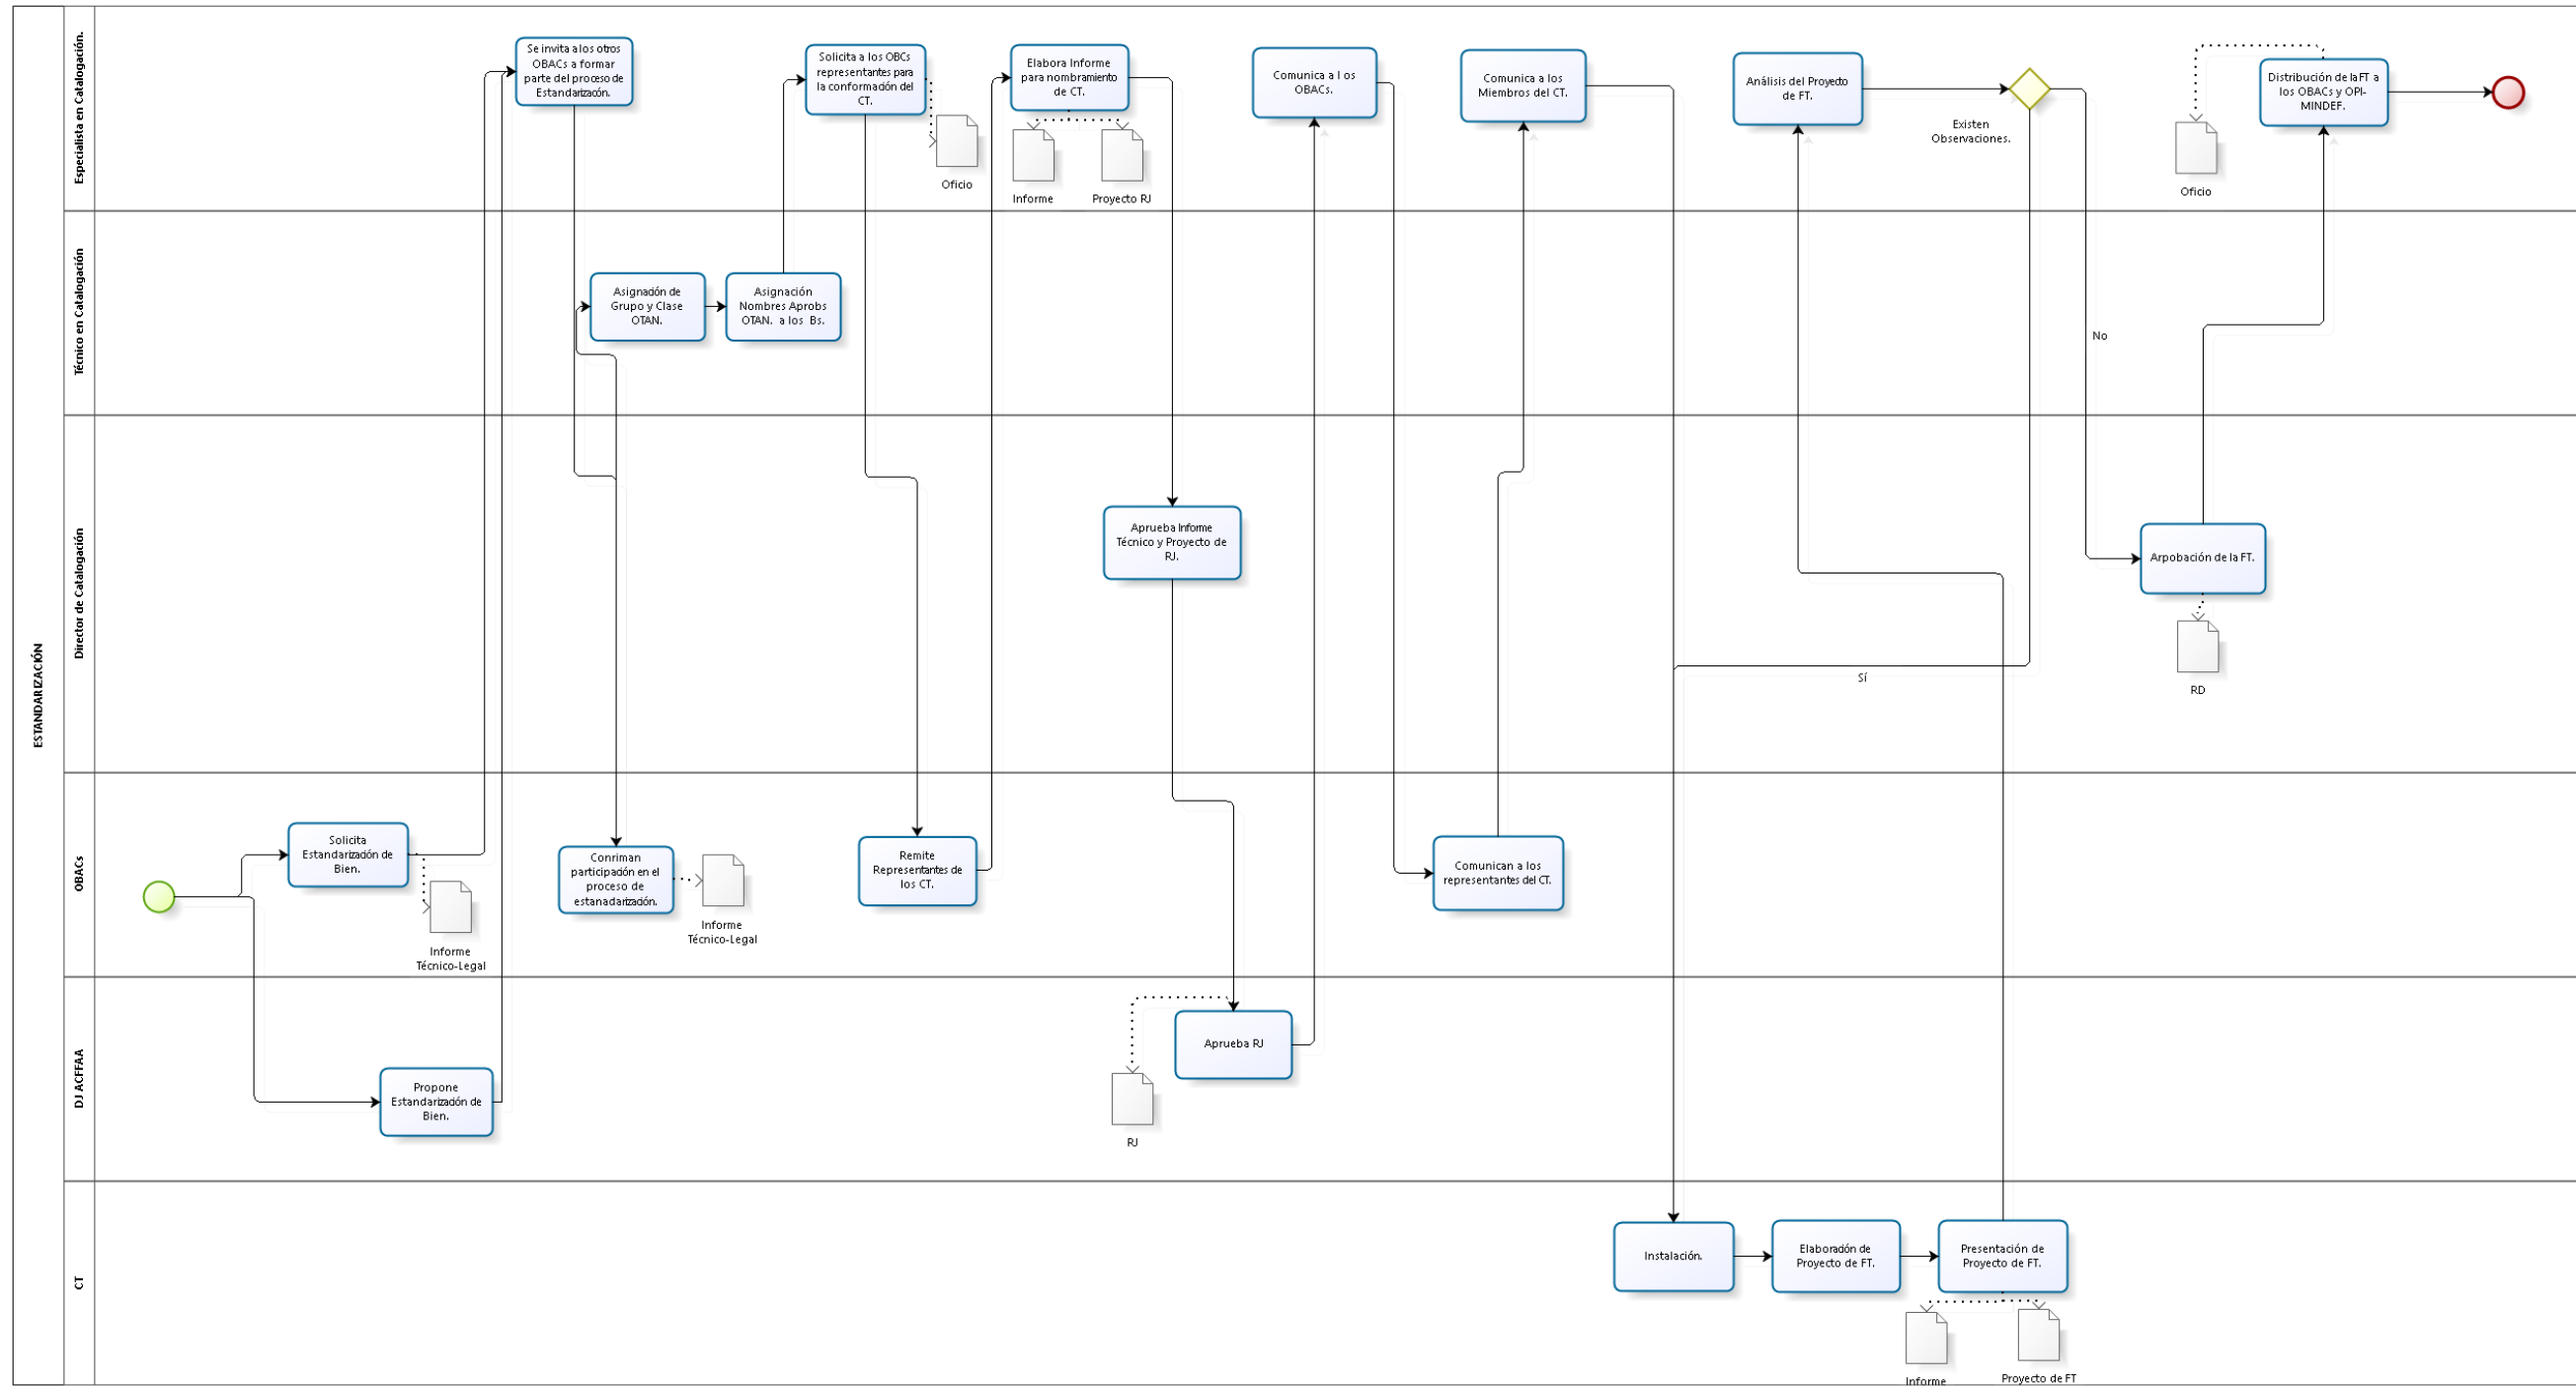 ESTANDARIZACIÓN
Especialista en Catalogación.
Se invita a los otros
OBACs a formar
parte del proceso de
Estandarizacón.
Solicita a los OBCs
representantes para
la conformación del
CT.
Oficio
Elabora Informe
para nombramiento
de CT.
Informe
Proyecto RJ
Comunica a l os
OBACs.
Comunica a los
Miembros del CT.
Análisis del Proyecto
de FT.
Existen
Observaciones.
Distribución de la FT a
los OBACs y OPI-
MINDEF.
Oficio
Técnico en Catalogación
Asignación de
Grupo y Clase
OTAN.
Asignación
Nombres Aprobs
OTAN. a los Bs.
No
Director de Catalogación
Aprueba Informe
Técnico y Proyecto de
RJ.
Arpobación de la FT.
RD
Sí
OBACs
Solicita
Estandarización de
Bien.
Informe
Técnico-Legal
Conriman
participación en el
proceso de
estanadarización.
Informe
Técnico-Legal
Remite
Representantes de
los CT.
Comunican a los
representantes del CT.
DJ ACFFAA
Propone
Estandarización de
Bien.
Aprueba RJ
RJ
CT
Instalación.
Elaboración de
Proyecto de FT.
Presentación de
Proyecto de FT.
Informe
Proyecto de FT